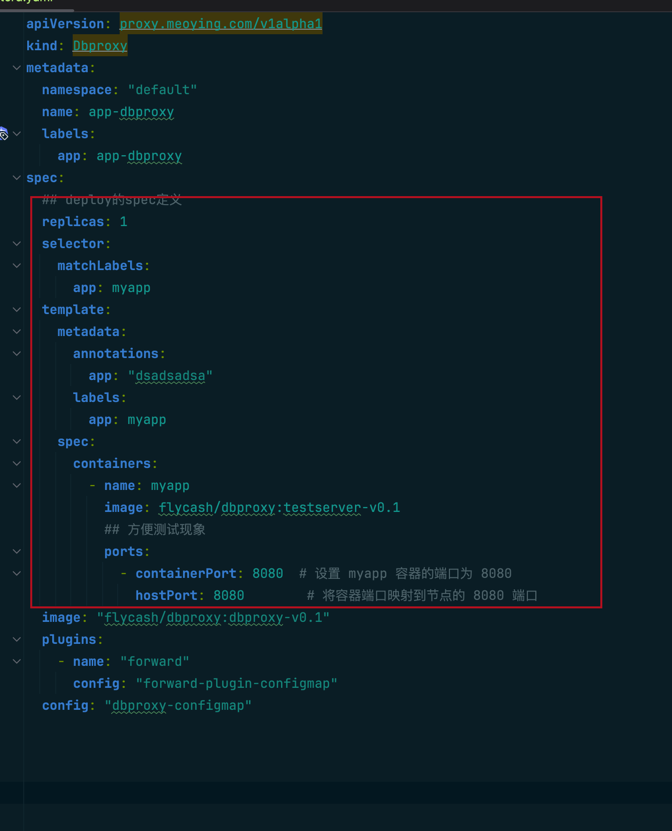 apiVersion: proxy.meoying.com/v1alpha1
kind: Dbproxy
metadata:
namespace: "default"
name: app-dbproxy
labels:
app: app-dbproxy
spec:
## deploy的spec定义
replicas: 1
selector:
matchLabels:
app: myapp
template:
metadata:
annotations:
app: "dsadsadsa"
labels:
app: myapp
spec:
containers:
- name: myapp
image: flycash/dbproxy:testserver-v0.1
## 方便测试现象
ports:
- containerPort: 8080 # 设置 myapp 容器的端口为 8080
hostPort: 8080 # 将容器端口映射到节点的 8080 端口
image: "flycash/dbproxy:dbproxy-v0.1"
plugins:
- name: "forward"
config: "forward-plugin-configmap"
config: "dbproxy-configmap"